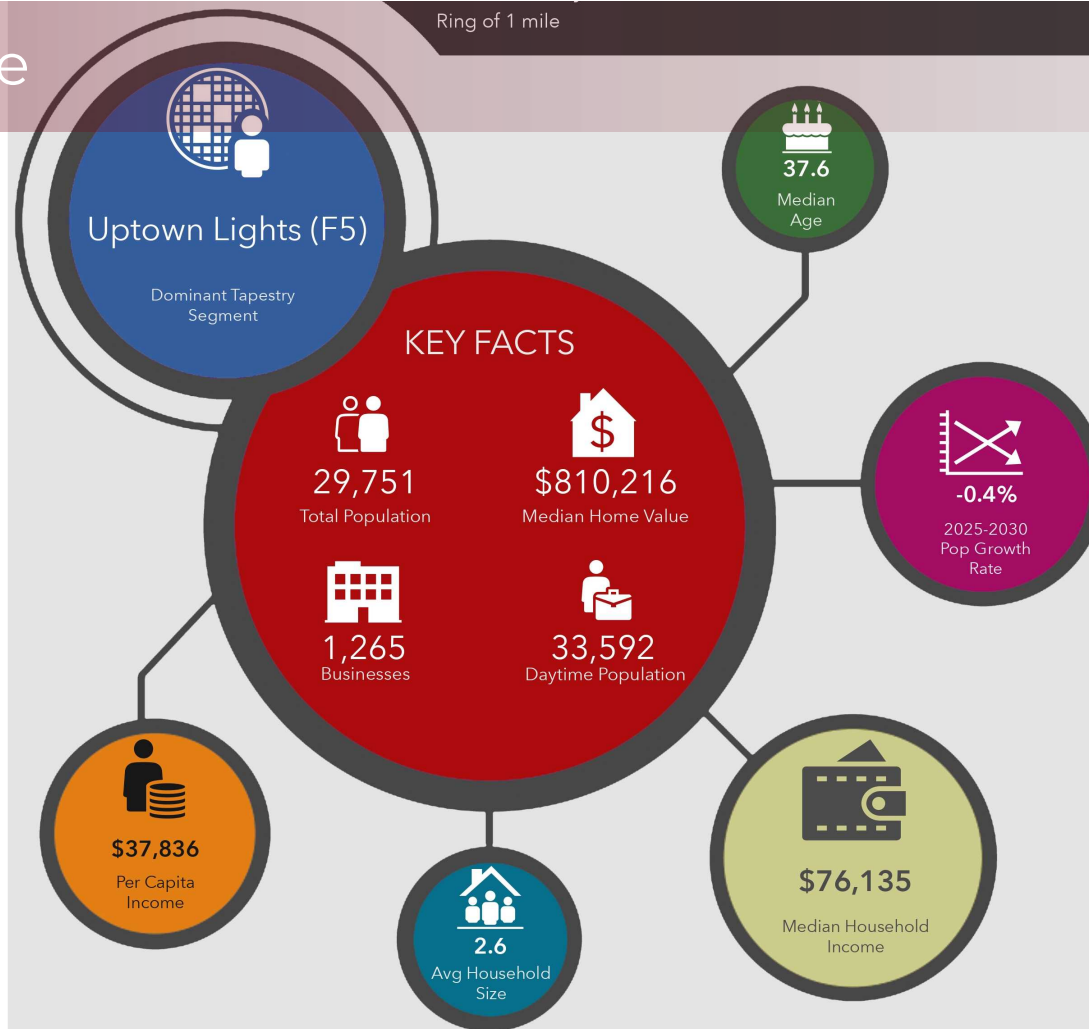 Ring of 1 mile
e
Uptown Lights (F5)
Dominant Tapestry
Segment
37.6
Median
Age
KEY FACTS
29,751
Total Population
$810,216
Median Home Value
1,265
Businesses
33,592
Daytime Population
-0.4%
2025-2030
Pop Growth
Rate
$37,836
Per Capita
Income
2.6
Avg Household
Size
$76,135
Median Household
Income